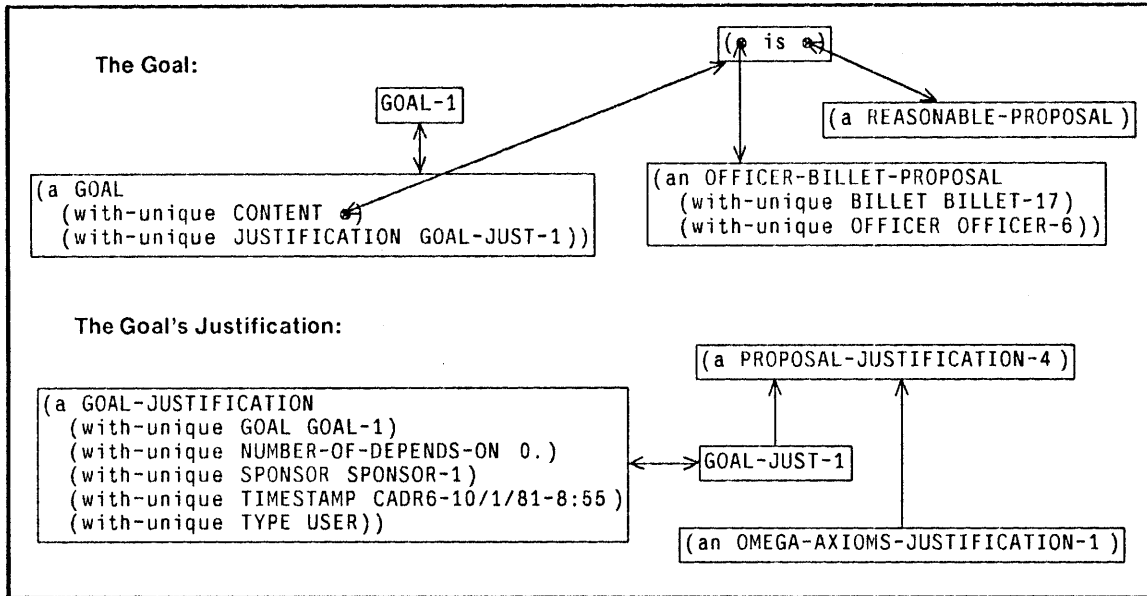 The Goal:
(● is ●)
GOAL-1
(a REASONABLE-PROPOSAL)
(a GOAL
(with-unique CONTENT ●)
(with-unique JUSTIFICATION GOAL-JUST-1))
(an OFFICER-BILLET-PROPOSAL
(with-unique BILLET BILLET-17)
(with-unique OFFICER OFFICER-6))
The Goal's Justification:
(a PROPOSAL-JUSTIFICATION-4)
(a GOAL-JUSTIFICATION
(with-unique GOAL GOAL-1)
(with-unique NUMBER-OF-DEPENDS-ON 0.)
(with-unique SPONSOR SPONSOR-1)
(with-unique TIMESTAMP CADR6-10/1/81-8:55)
(with-unique TYPE USER))
GOAL-JUST-1
(an OMEGA-AXIOMS-JUSTIFICATION-1)